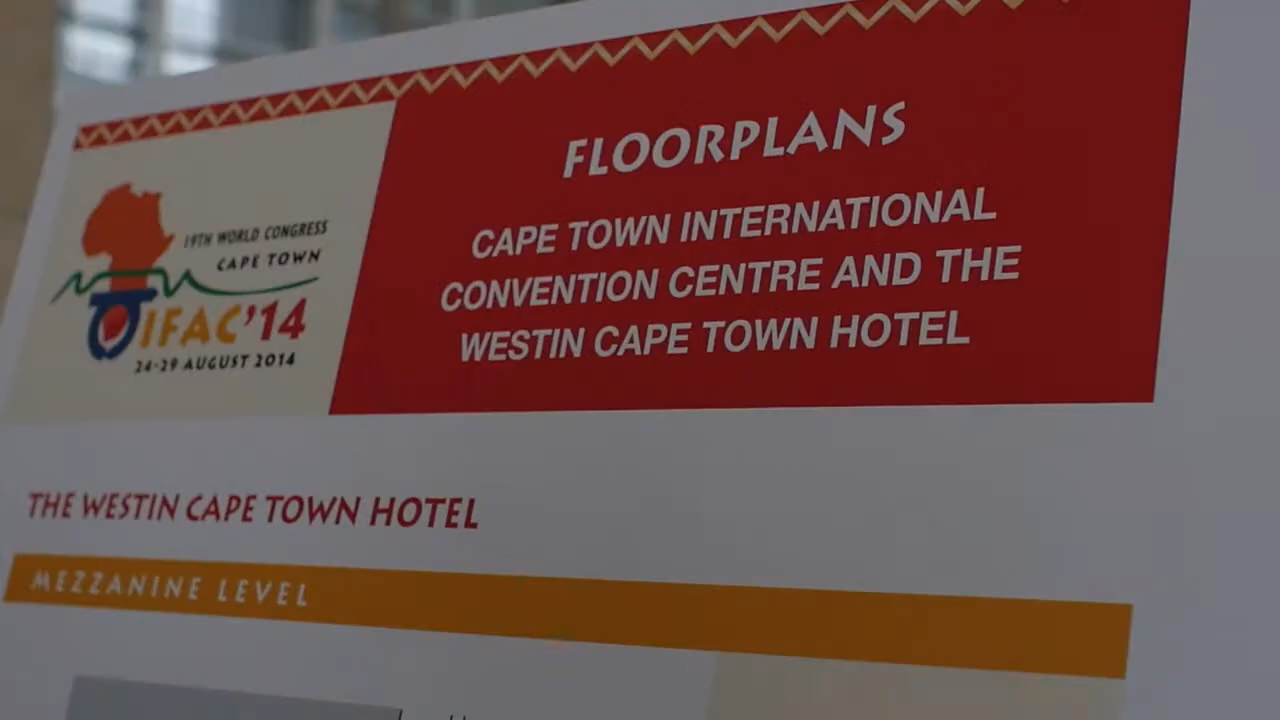 FLOORPLANS
CAPE TOWN INTERNATIONAL
CONVENTION CENTRE AND THE
WESTIN CAPE TOWN HOTEL
19TH WORLD CONGRESS
CAPE TOWN
IFAC'14
24-29 AUGUST 2014
THE WESTIN CAPE TOWN HOTEL
MEZZANINE LEVEL